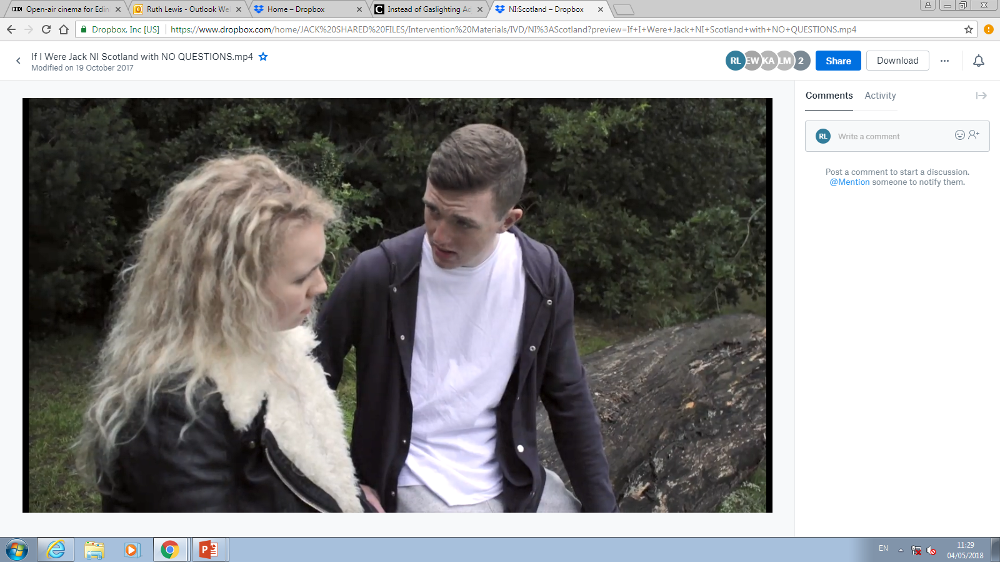 BBC Open-air cinema for Edin
Ruth Lewis - Outlook We
Home – Dropbox
C Instead of Gaslighting Ad
NI:Scotland – Dropbox
Dropbox, Inc [US] https://www.dropbox.com/home/JACK%20SHARED%20FILES/Intervention%20Materials/IVD/NI%3AScotland?preview=If+I+Were+Jack+NI+Scotland+with+NO+QUESTIONS.mp4
If I Were Jack NI Scotland with NO QUESTIONS.mp4
Modified on 19 October 2017
RL EW KA LM 2
Share
Download
Comments Activity
RL Write a comment
Post a comment to start a discussion.
@Mention someone to notify them.
EN
11:29
04/05/2018